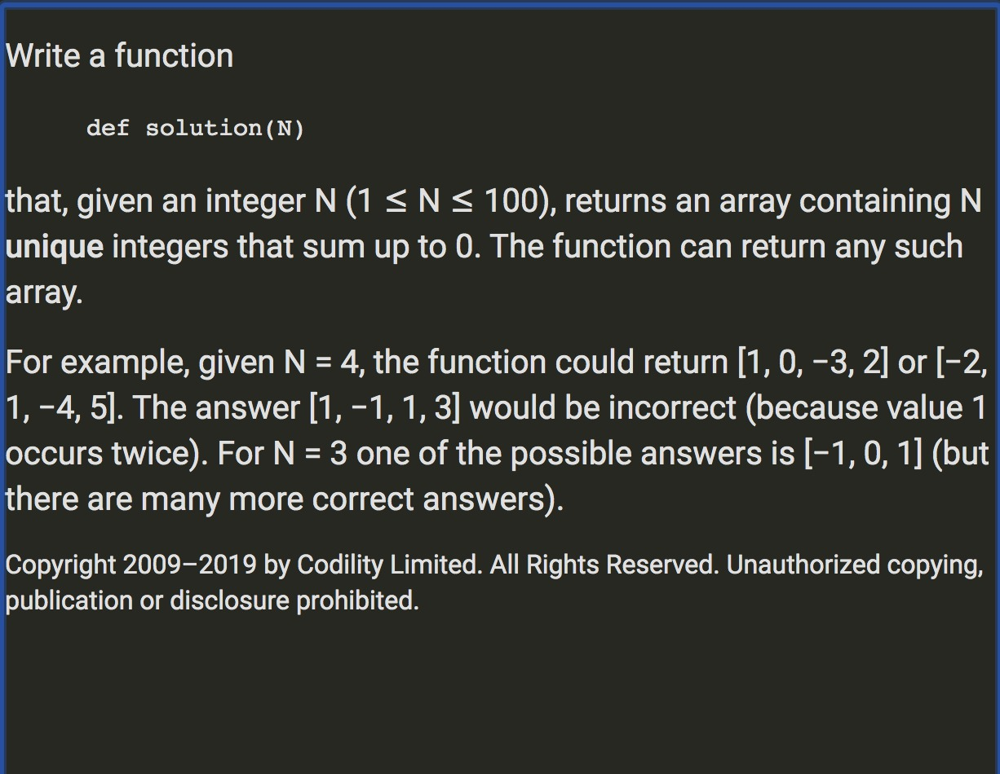 Write a function
def solution(N)
that, given an integer N (1 ≤ N ≤ 100), returns an array containing N
unique integers that sum up to 0. The function can return any such
array.
For example, given N = 4, the function could return [1, 0, −3, 2] or [−2,
1, −4, 5]. The answer [1, −1, 1, 3] would be incorrect (because value 1
occurs twice). For N = 3 one of the possible answers is [−1, 0, 1] (but
there are many more correct answers).
Copyright 2009–2019 by Codility Limited. All Rights Reserved. Unauthorized copying,
publication or disclosure prohibited.